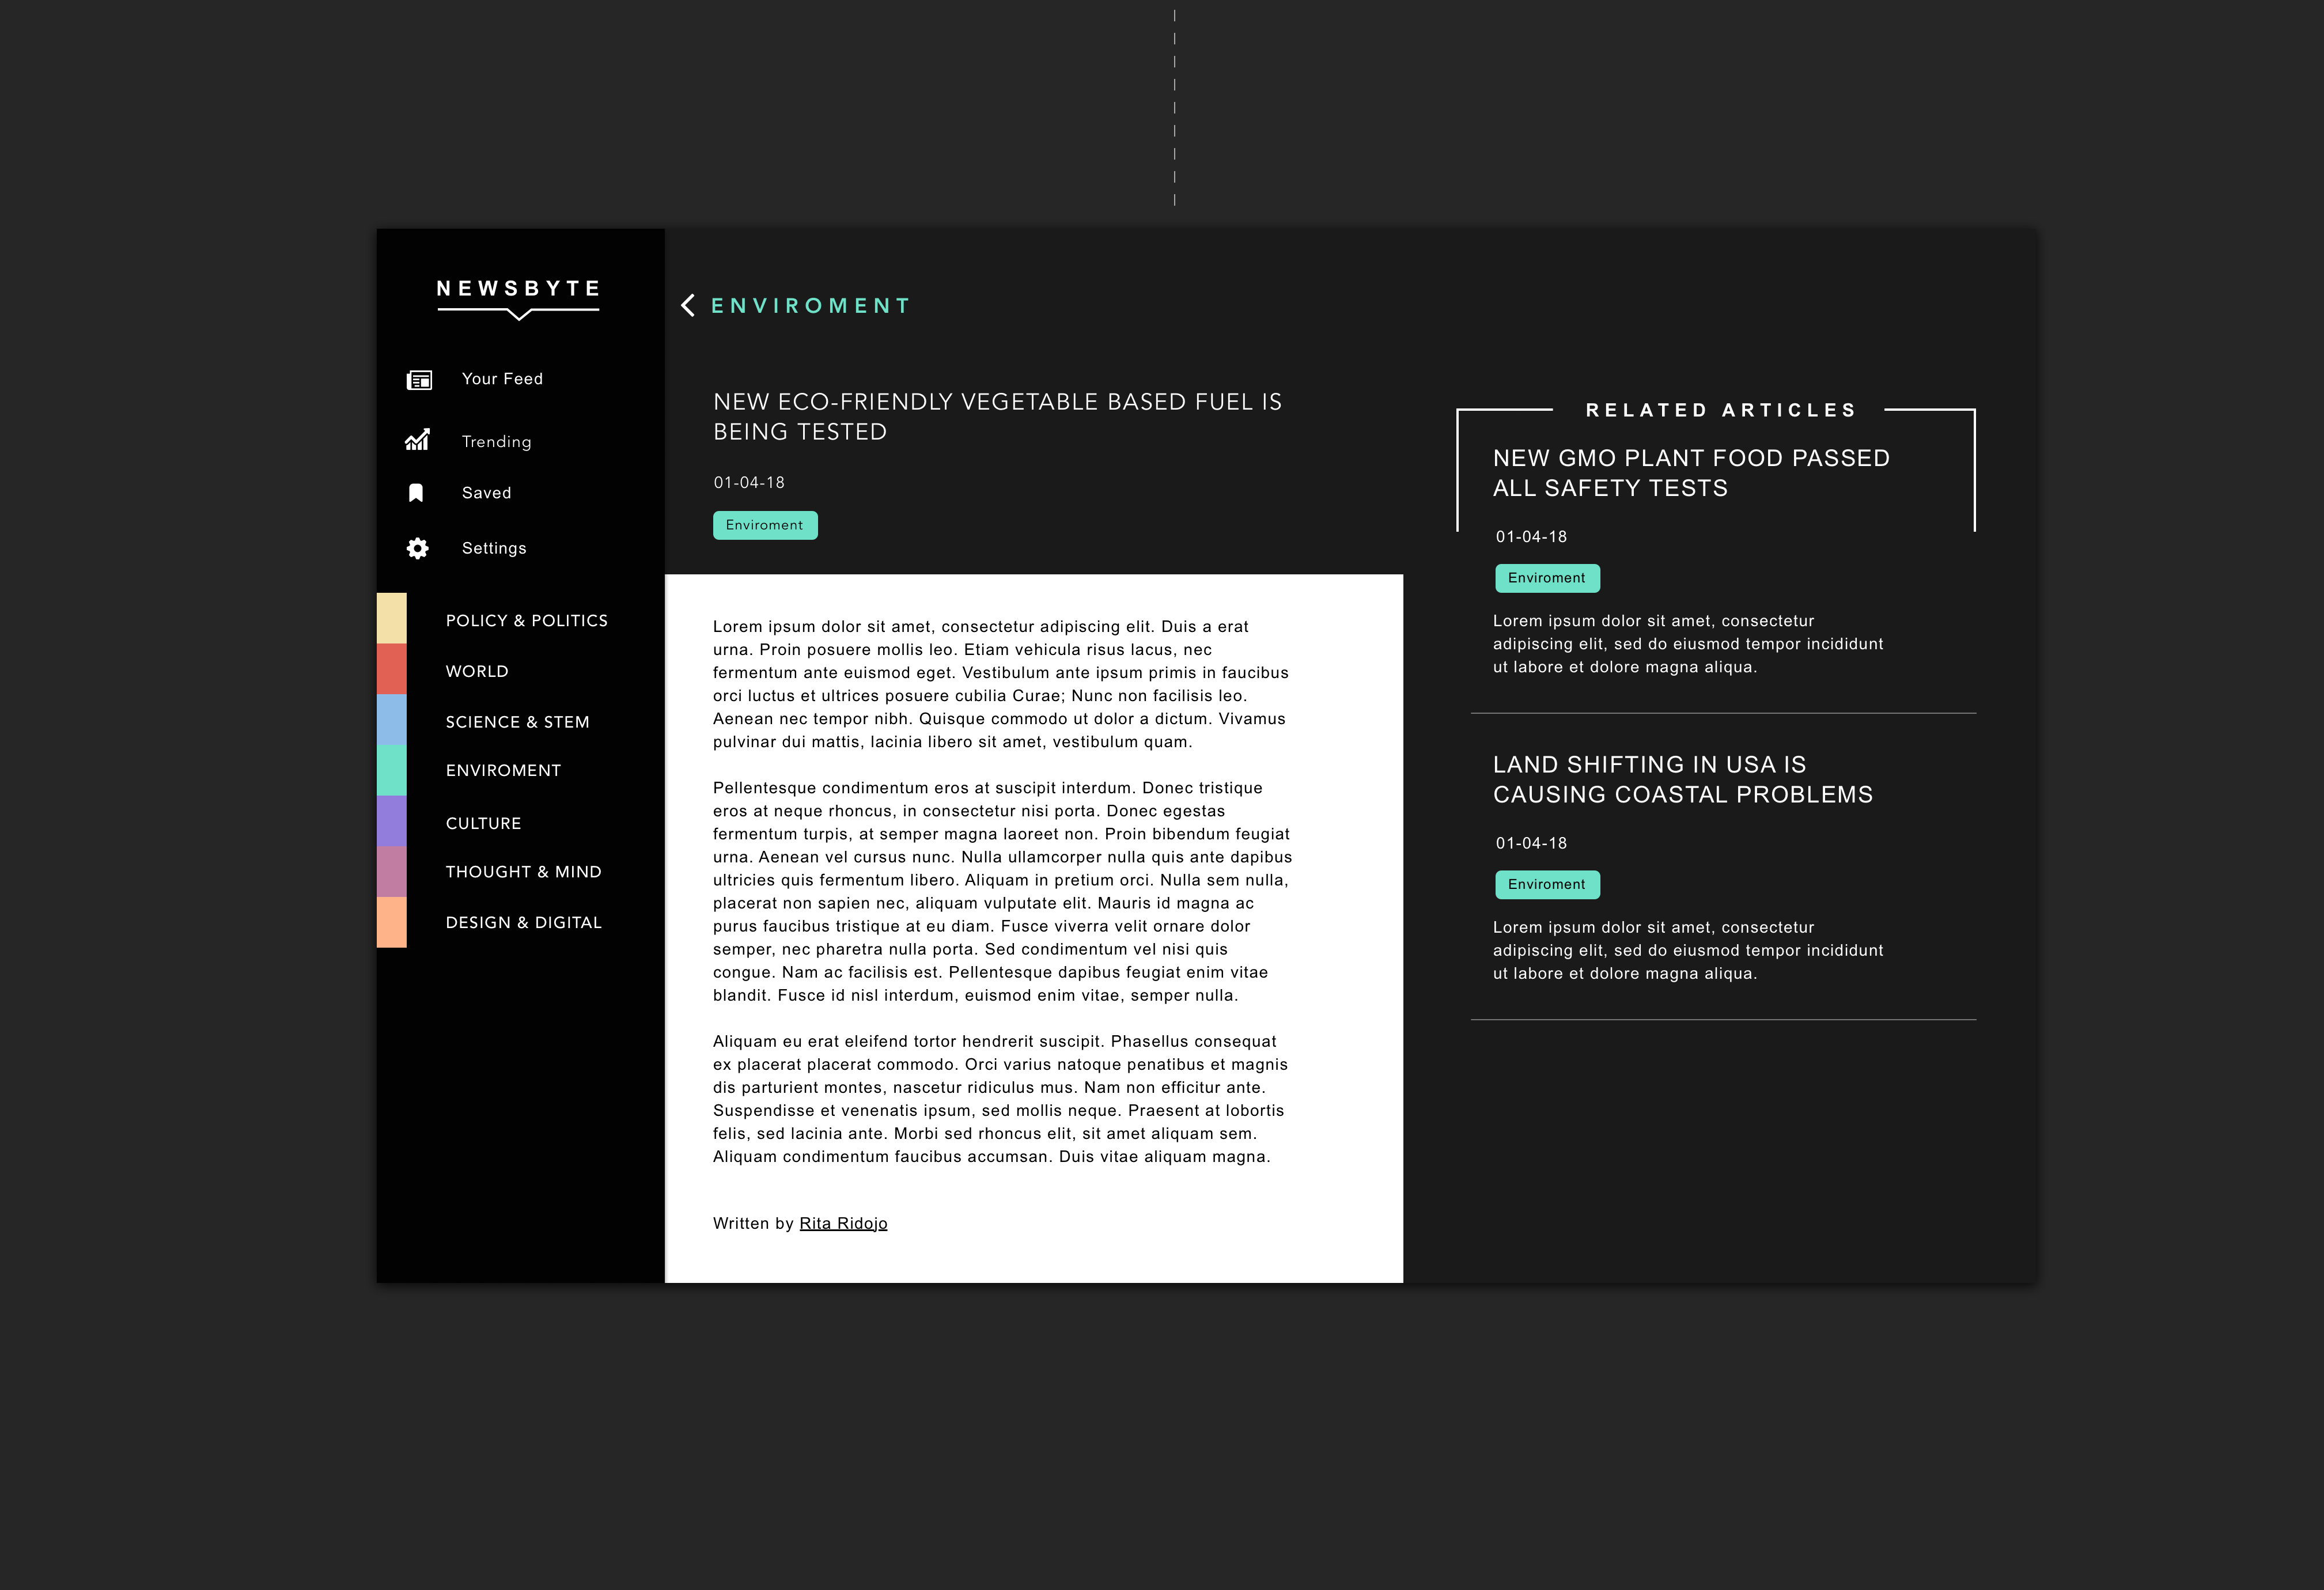 NEWSBYTE
Your Feed
Trending
Saved
Settings
POLICY & POLITICS
WORLD
SCIENCE & STEM
ENVIROMENT
CULTURE
THOUGHT & MIND
DESIGN & DIGITAL
ENVIROMENT
NEW ECO-FRIENDLY VEGETABLE BASED FUEL IS
BEING TESTED
01-04-18
Enviroment
Lorem ipsum dolor sit amet, consectetur adipiscing elit. Duis a erat
urna. Proin posuere mollis leo. Etiam vehicula risus lacus, nec
fermentum ante euismod eget. Vestibulum ante ipsum primis in faucibus
orci luctus et ultrices posuere cubilia Curae; Nunc non facilisis leo.
Aenean nec tempor nibh. Quisque commodo ut dolor a dictum. Vivamus
pulvinar dui mattis, lacinia libero sit amet, vestibulum quam.
Pellentesque condimentum eros at suscipit interdum. Donec tristique
eros at neque rhoncus, in consectetur nisi porta. Donec egestas
fermentum turpis, at semper magna laoreet non. Proin bibendum feugiat
urna. Aenean vel cursus nunc. Nulla ullamcorper nulla quis ante dapibus
ultricies quis fermentum libero. Aliquam in pretium orci. Nulla sem nulla,
placerat non sapien nec, aliquam vulputate elit. Mauris id magna ac
purus faucibus tristique at eu diam. Fusce viverra velit ornare dolor
semper, nec pharetra nulla porta. Sed condimentum vel nisi quis
congue. Nam ac facilisis est. Pellentesque dapibus feugiat enim vitae
blandit. Fusce id nisl interdum, euismod enim vitae, semper nulla.
Aliquam eu erat eleifend tortor hendrerit suscipit. Phasellus consequat
ex placerat placerat commodo. Orci varius natoque penatibus et magnis
dis parturient montes, nascetur ridiculus mus. Nam non efficitur ante.
Suspendisse et venenatis ipsum, sed mollis neque. Praesent at lobortis
felis, sed lacinia ante. Morbi sed rhoncus elit, sit amet aliquam sem.
Aliquam condimentum faucibus accumsan. Duis vitae aliquam magna.
Written by Rita Ridojo
RELATED ARTICLES
NEW GMO PLANT FOOD PASSED
ALL SAFETY TESTS
01-04-18
Enviroment
Lorem ipsum dolor sit amet, consectetur
adipiscing elit, sed do eiusmod tempor incididunt
ut labore et dolore magna aliqua.
LAND SHIFTING IN USA IS
CAUSING COASTAL PROBLEMS
01-04-18
Enviroment
Lorem ipsum dolor sit amet, consectetur
adipiscing elit, sed do eiusmod tempor incididunt
ut labore et dolore magna aliqua.